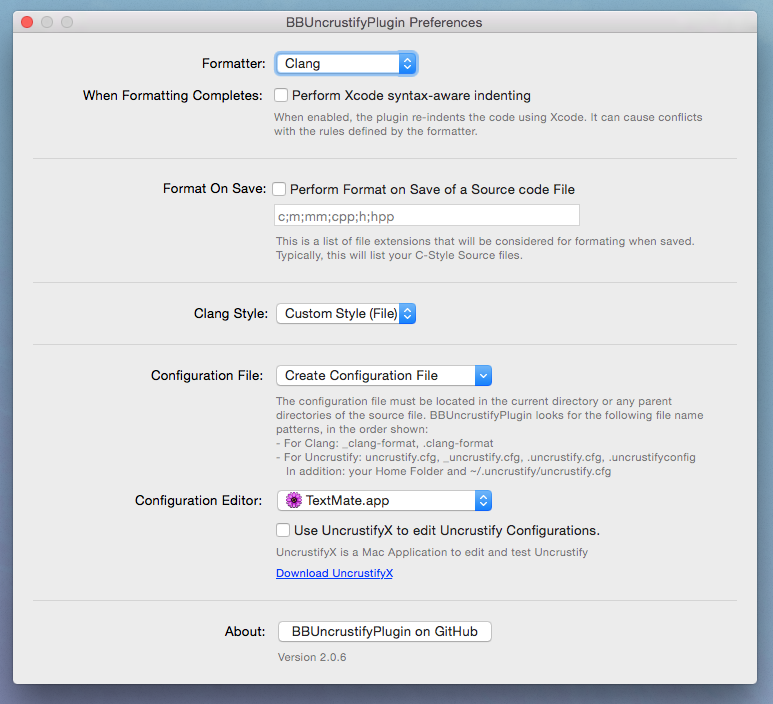 BBUncrustifyPlugin Preferences
Formatter: Clang
When Formatting Completes: Perform Xcode syntax-aware indenting
When enabled, the plugin re-indents the code using Xcode. It can cause conflicts
with the rules defined by the formatter.
Format On Save: Perform Format on Save of a Source code File
c;m;mm;cpp;h;hpp
This is a list of file extensions that will be considered for formating when saved.
Typically, this will list your C-Style Source files.
Clang Style: Custom Style (File)
Configuration File: Create Configuration File
The configuration file must be located in the current directory or any parent
directories of the source file. BBUncrustifyPlugin looks for the following file name
patterns, in the order shown:
- For Clang: _clang-format, .clang-format
- For Uncrustify: uncrustify.cfg, _uncrustify.cfg, .uncrustify.cfg, .uncrustifyconfig
In addition: your Home Folder and ~/.uncrustify/uncrustify.cfg
Configuration Editor: TextMate.app
Use UncrustifyX to edit Uncrustify Configurations.
UncrustifyX is a Mac Application to edit and test Uncrustify
Download UncrustifyX
About: BBUncrustifyPlugin on GitHub
Version 2.0.6